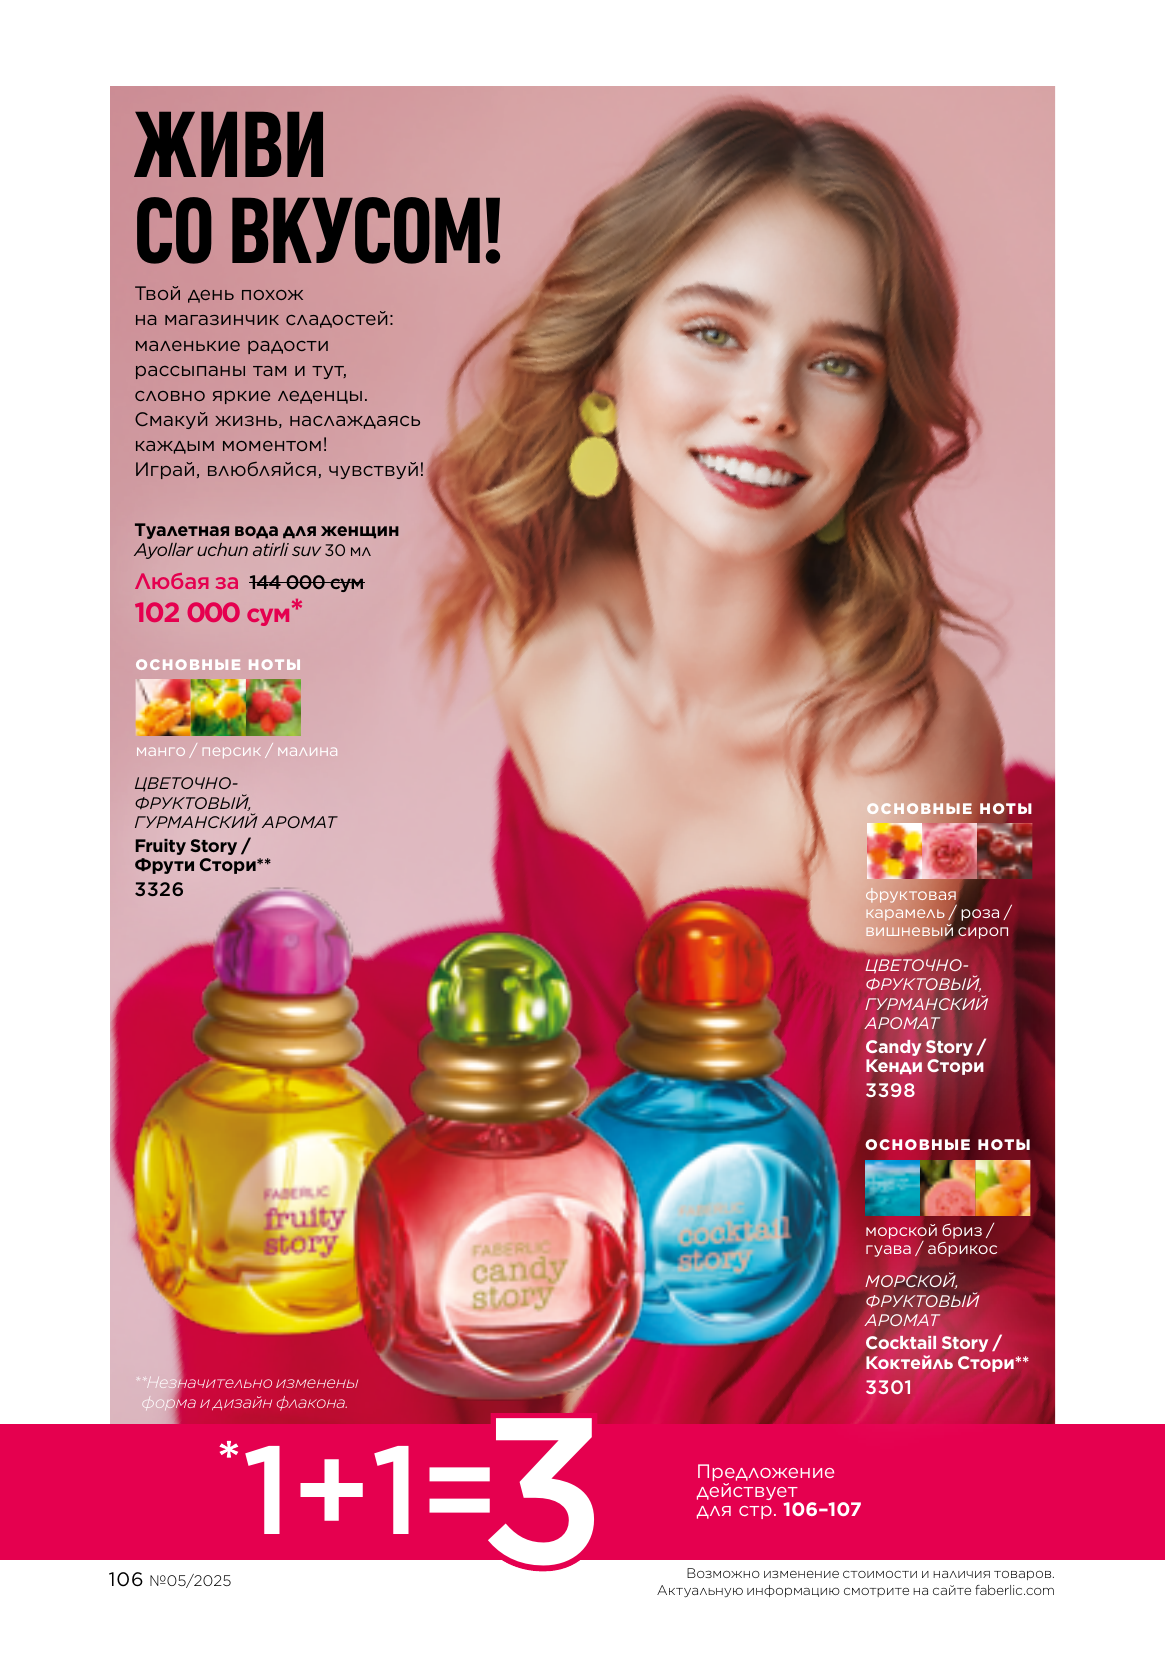 ЖИВИ
СО ВКУСОМ!
Твой день похож
на магазинчик сладостей:
маленькие радости
рассыпаны там и тут,
словно яркие леденцы.
Смакуй жизнь, наслаждаясь
каждым моментом!
Играй, влюбляйся, чувствуй!
Туалетная вода для женщин
Ayollar uchun atirli suv 30 мл
Любая за 144 000 сум
102 000 сум*
ОСНОВНЫЕ НОТЫ
манго / персик / малина
ЦВЕТОЧНО-
ФРУКТОВЫЙ,
ГУРМАНСКИЙ АРОМАТ
Fruity Story /
Фрути Стори**
3326
ОСНОВНЫЕ НОТЫ
фруктовая
карамель / роза /
вишневый сироп
ЦВЕТОЧНО-
ФРУКТОВЫЙ,
ГУРМАНСКИЙ
АРОМАТ
Candy Story /
Кенди Стори
3398
ОСНОВНЫЕ НОТЫ
морской бриз /
гуава / абрикос
МОРСКОЙ,
ФРУКТОВЫЙ
АРОМАТ
Cocktail Story /
Коктейль Стори**
3301
FABERLIC
fruity
story
FABERLIC
candy
story
FABERLIC
cocktail
story
**Незначительно изменены
форма и дизайн флакона.
*1+1=3
Предложение
действует
для стр. 106–107
106 №05/2025
Возможно изменение стоимости и наличия товаров.
Актуальную информацию смотрите на сайте faberlic.com